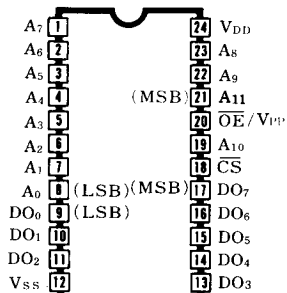 A7 1 24 VDD
A6 2 23 A8
A5 3 22 A9
A4 4 (MSB) 21 A11
A3 5 20 O̅E̅/VPP
A2 6 19 A10
A1 7 18 C̅S̅
A0 8 (LSB) (MSB) 17 DO7
DO0 9 (LSB) 16 DO6
DO1 10 15 DO5
DO2 11 14 DO4
VSS 12 13 DO3